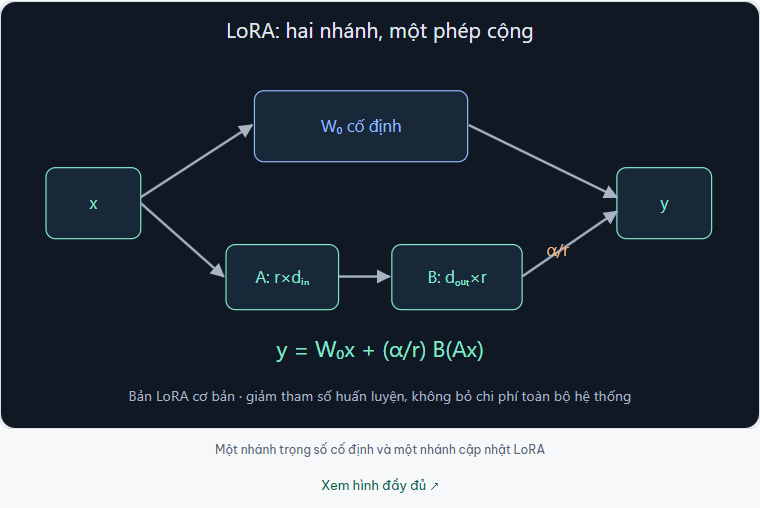 LoRA: hai nhánh, một phép cộng
W₀ cố định
x
y
α/r
A: r×dᵢₙ
B: dₒᵤₜ×r
y = W₀x + (α/r) B(Ax)
Bản LoRA cơ bản · giảm tham số huấn luyện, không bỏ chi phí toàn bộ hệ thống
Một nhánh trọng số cố định và một nhánh cập nhật LoRA
Xem hình đầy đủ ↗